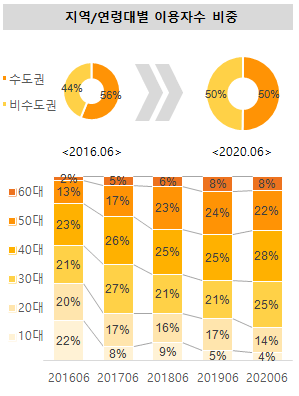 지역/연령대별 이용자수 비중
수도권
비수도권
44%
56%
50%
50%
<2016.06>
<2020.06>
60대
50대
40대
30대
20대
10대
2% 5% 6% 8% 8%
13% 17% 23% 24% 22%
23% 26% 25% 25% 28%
21% 27% 21% 21% 25%
20% 17% 16% 17% 14%
22% 8% 9% 5% 4%
201606 201706 201806 201906 202006